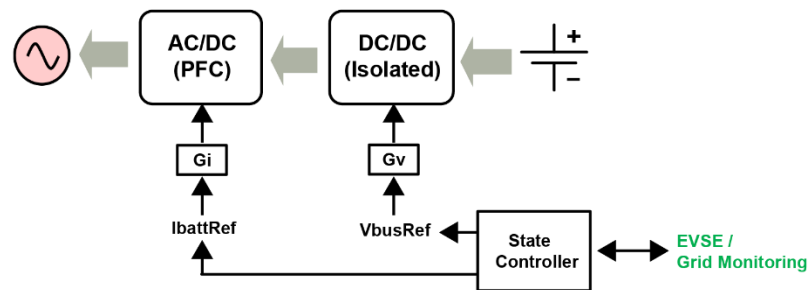 AC/DC
(PFC)
DC/DC
(Isolated)
+
−
Gi
Gv
IbattRef
VbusRef
State
Controller
EVSE /
Grid Monitoring